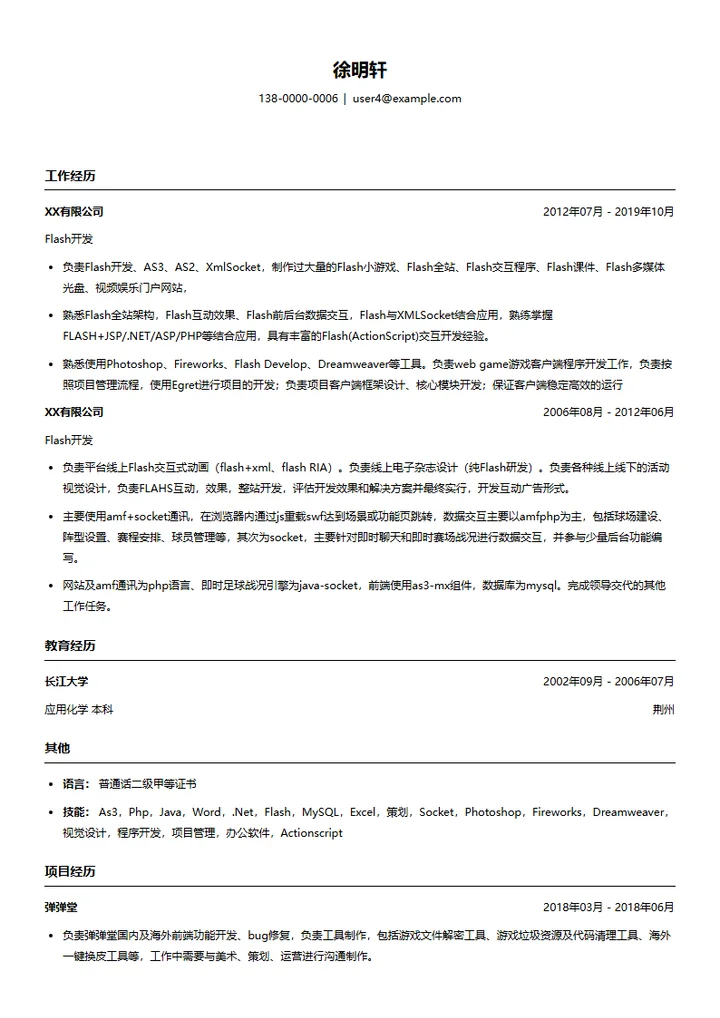 徐明轩
138-0000-0006 | user4@example.com
工作经历
XX有限公司 2012年07月 - 2019年10月
Flash开发
• 负责Flash开发、AS3、AS2、XmlSocket，制作过大量的Flash小游戏、Flash全站、Flash交互程序、Flash课件、Flash多媒体
光盘、视频娱乐门户网站，
• 熟悉Flash全站架构，Flash互动效果、Flash前后台数据交互，Flash与XMLSocket结合应用，熟练掌握
FLASH+JSP/.NET/ASP/PHP等结合应用，具有丰富的Flash(ActionScript)交互开发经验。
• 熟悉使用Photoshop、Fireworks、Flash Develop、Dreamweaver等工具。负责web game游戏客户端程序开发工作，负责按
照项目管理流程，使用Egret进行项目的开发；负责项目客户端框架设计、核心模块开发；保证客户端稳定高效的运行
XX有限公司 2006年08月 - 2012年06月
Flash开发
• 负责平台线上Flash交互式动画（flash+xml、flash RIA）。负责线上电子杂志设计（纯Flash研发）。负责各种线上线下的活动
视觉设计，负责FLAHS互动，效果，整站开发，评估开发效果和解决方案并最终实行，开发互动广告形式。
• 主要使用amf+socket通讯，在浏览器内通过js重载swf达到场景或功能页跳转，数据交互主要以amfphp为主，包括球场建设、
阵型设置、赛程安排、球员管理等，其次为socket，主要针对即时聊天和即时赛场战况进行数据交互，并参与少量后台功能编
写。
• 网站及amf通讯为php语言、即时足球战况引擎为java-socket，前端使用as3-mx组件，数据库为mysql。完成领导交代的其他
工作任务。
教育经历
长江大学 2002年09月 - 2006年07月
应用化学 本科 荆州
其他
• 语言： 普通话二级甲等证书
• 技能： As3，Php，Java，Word，.Net，Flash，MySQL，Excel，策划，Socket，Photoshop，Fireworks，Dreamweaver，
视觉设计，程序开发，项目管理，办公软件，Actionscript
项目经历
弹弹堂 2018年03月 - 2018年06月
• 负责弹弹堂国内及海外前端功能开发、bug修复，负责工具制作，包括游戏文件解密工具、游戏垃圾资源及代码清理工具、海外
一键换皮工具等，工作中需要与美术、策划、运营进行沟通制作。